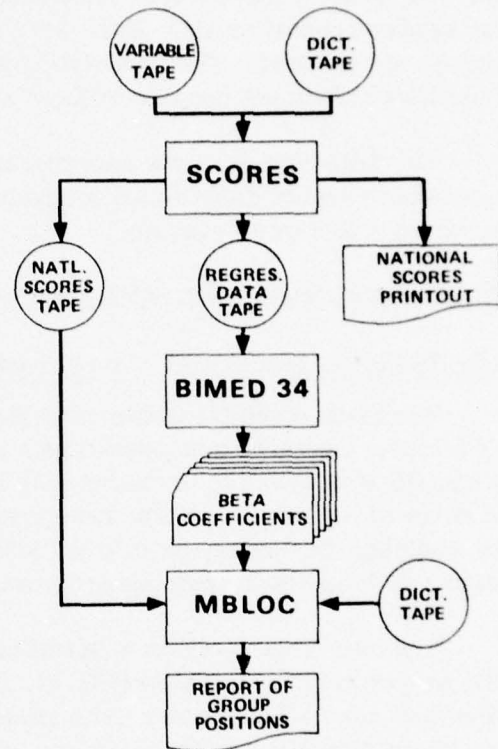 VARIABLE
TAPE
DICT.
TAPE
SCORES
NATL.
SCORES
TAPE
REGRES.
DATA
TAPE
NATIONAL
SCORES
PRINTOUT
BIMED 34
BETA
COEFFICIENTS
MBLOC
DICT.
TAPE
REPORT OF
GROUP
POSITIONS